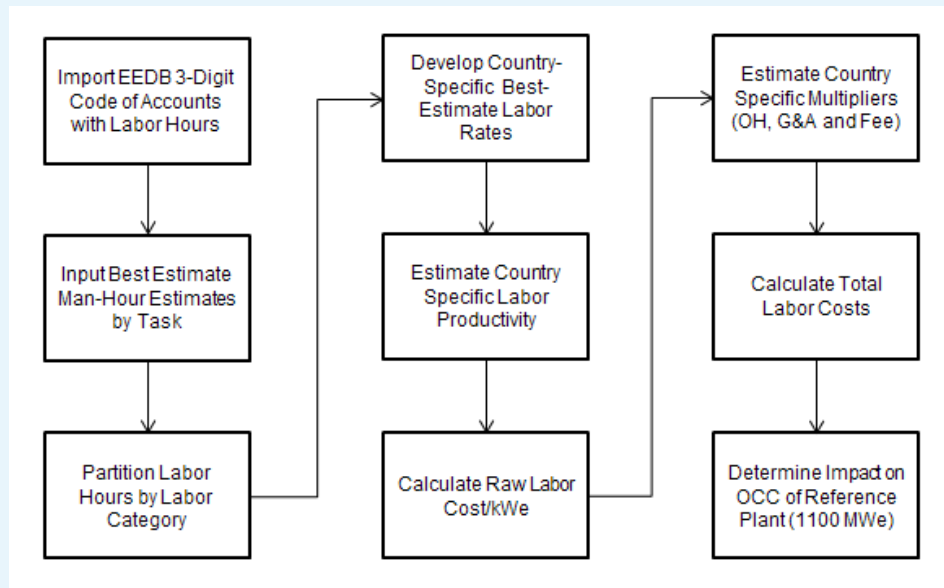 Import EEDB 3-Digit
Code of Accounts
with Labor Hours
Input Best Estimate
Man-Hour Estimates
by Task
Partition Labor
Hours by Labor
Category
Develop Country-
Specific Best-
Estimate Labor
Rates
Estimate Country
Specific Labor
Productivity
Calculate Raw Labor
Cost/kWe
Estimate Country
Specific Multipliers
(OH, G&A and Fee)
Calculate Total
Labor Costs
Determine Impact on
OCC of Reference
Plant (1100 MWe)